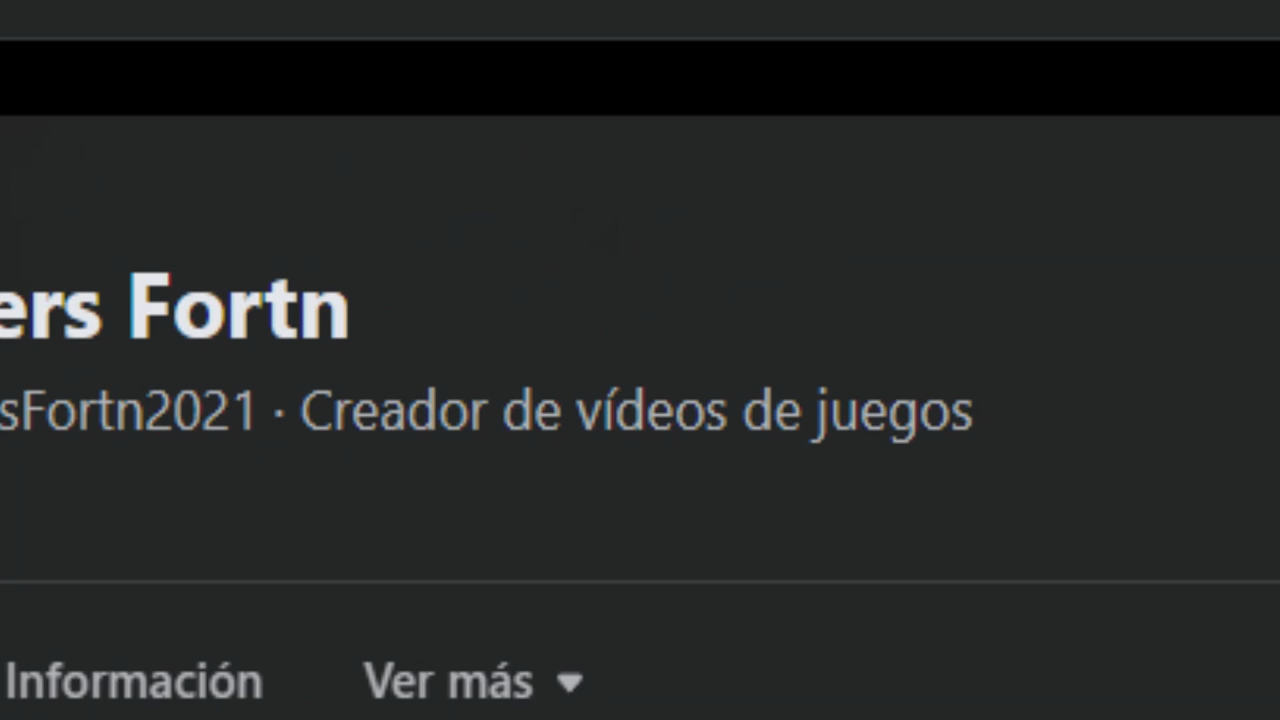 ers Fortn
sFortn2021 · Creador de vídeos de juegos
Información Ver más